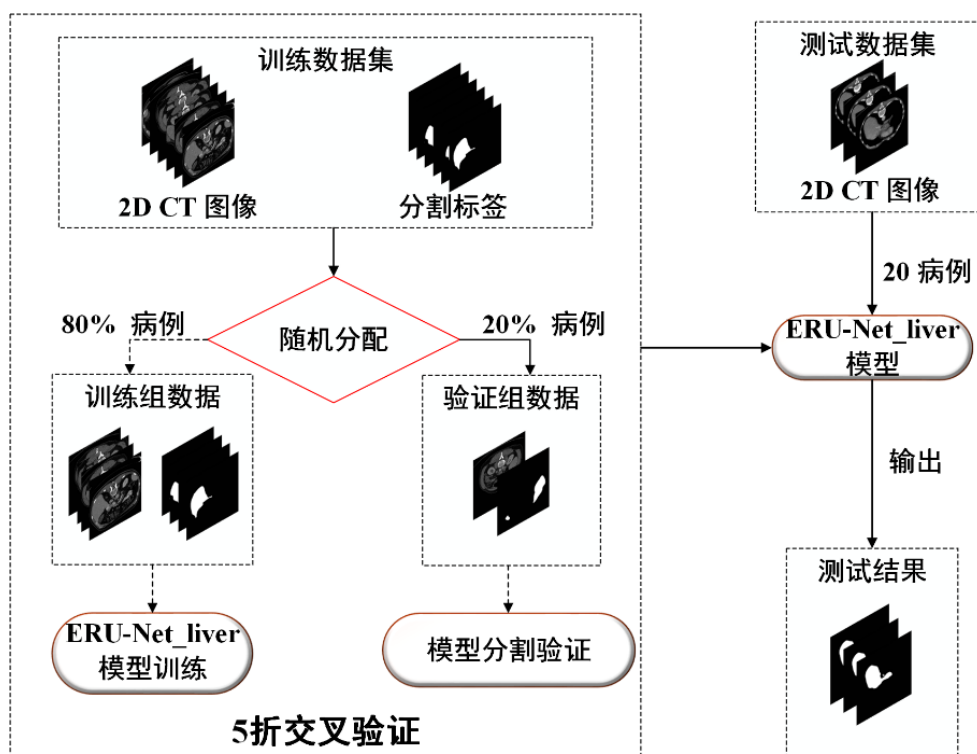 训练数据集
2D CT 图像
分割标签
80% 病例
随机分配
20% 病例
训练组数据
验证组数据
ERU-Net_liver
模型训练
模型分割验证
5折交叉验证
测试数据集
2D CT 图像
20 病例
ERU-Net_liver
模型
输出
测试结果